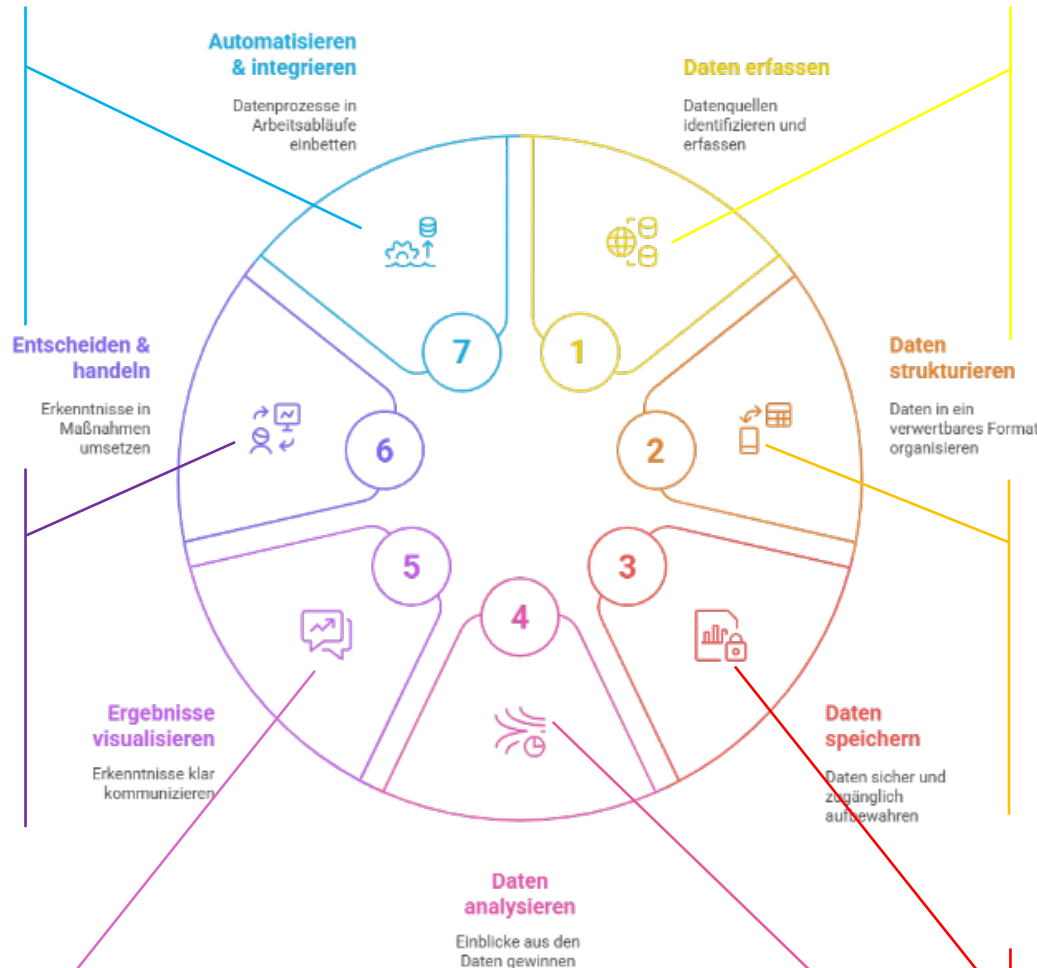 Automatisieren
& integrieren
Datenprozesse in
Arbeitsabläufe
einbetten
Daten erfassen
Datenquellen
identifizieren und
erfassen
7
1
Entscheiden &
handeln
Erkenntnisse in
Maßnahmen
umsetzen
6
2
Daten
strukturieren
Daten in ein
verwertbares Format
organisieren
5
3
4
Ergebnisse
visualisieren
Erkenntnisse klar
kommunizieren
Daten
speichern
Daten sicher und
zugänglich
aufbewahren
Daten
analysieren
Einblicke aus den
Daten gewinnen